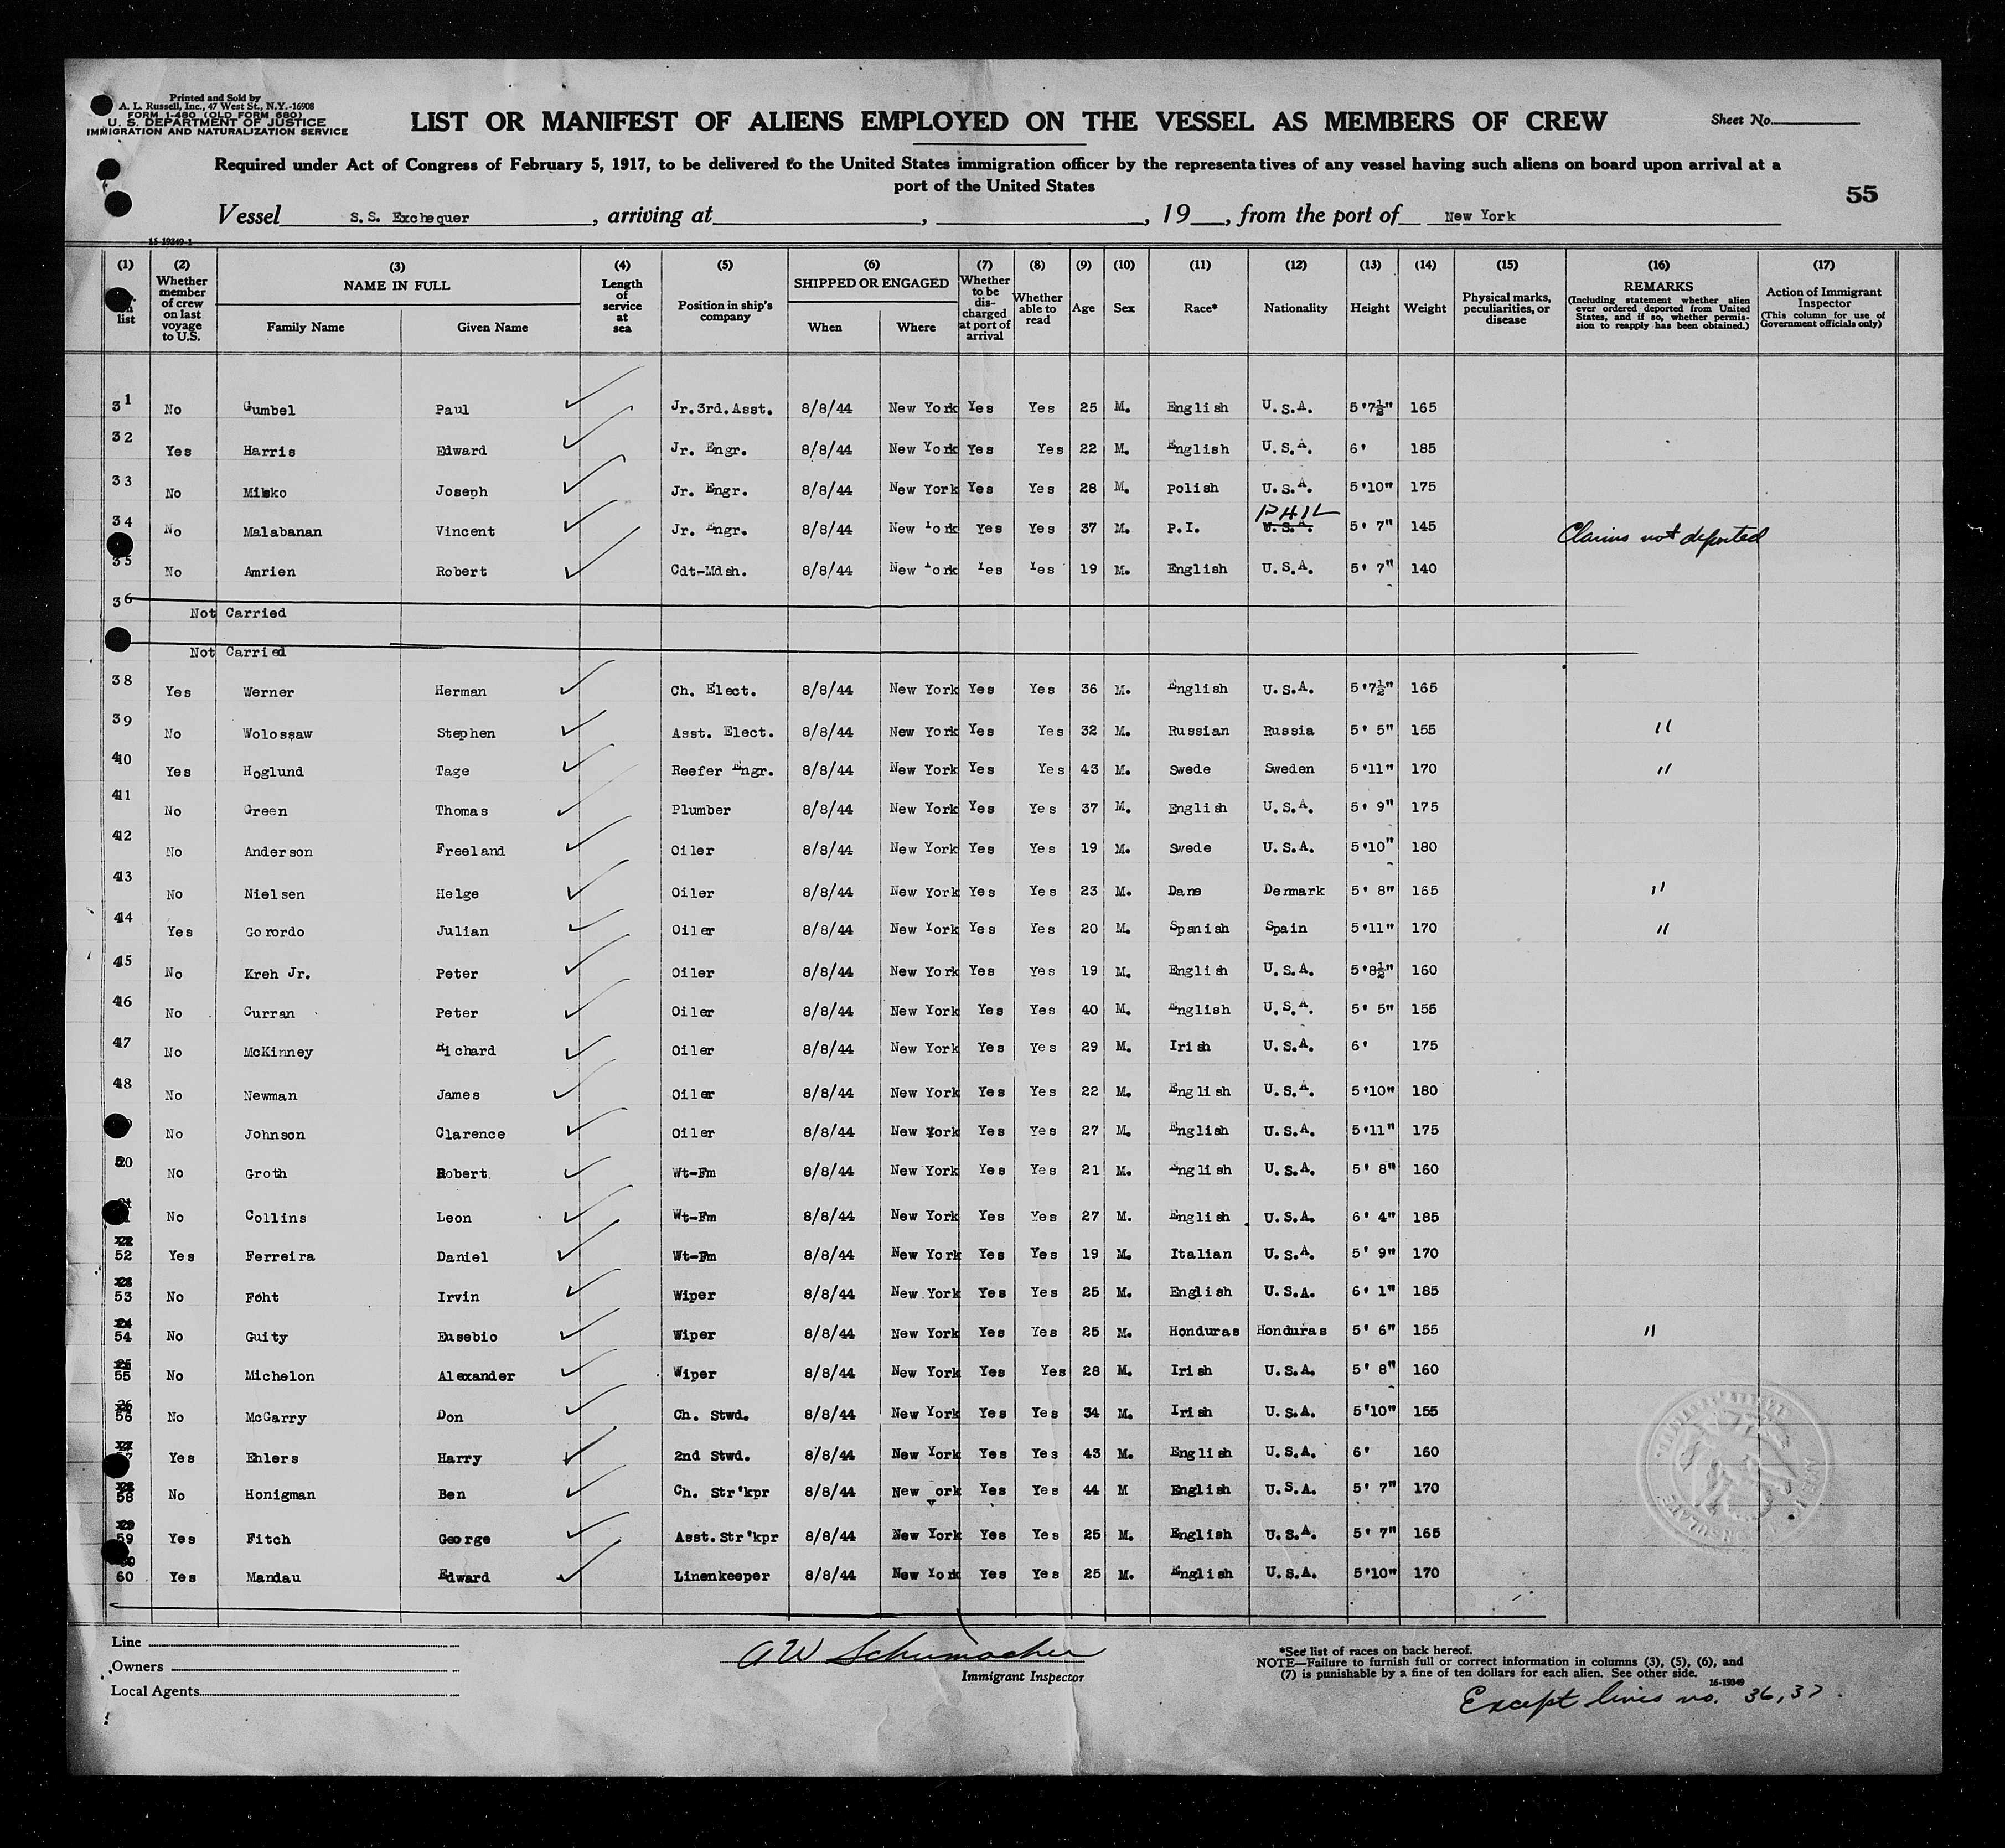 Printed and Sold by
A. L. Russell, Inc., 47 West St., N.Y.-16908
FORM I-480 (OLD FORM 680)
U. S. DEPARTMENT OF JUSTICE
IMMIGRATION AND NATURALIZATION SERVICE
LIST OR MANIFEST OF ALIENS EMPLOYED ON THE VESSEL AS MEMBERS OF CREW
Sheet No.
Required under Act of Congress of February 5, 1917, to be delivered to the United States immigration officer by the representatives of any vessel having such aliens on board upon arrival at a
port of the United States
55
Vessel S.S. Exchequer, arriving at , , 19 , from the port of New York
15-19349-1
(1) list
(2) Whether member of crew on last voyage to U.S.
(3) NAME IN FULL Family Name Given Name
(4) Length of service at sea
(5) Position in ship's company
(6) SHIPPED OR ENGAGED When Where
(7) Whether to be discharged at port of arrival
(8) Whether able to read
(9) Age
(10) Sex
(11) Race*
(12) Nationality
(13) Height
(14) Weight
(15) Physical marks, peculiarities, or disease
(16) REMARKS (Including statement whether alien ever ordered deported from United States, and if so, whether permission to reapply has been obtained.)
(17) Action of Immigrant Inspector (This column for use of Government officials only)
31 No Gumbel Paul Jr.3rd.Asst. 8/8/44 New York Yes Yes 25 M. English U.S.A. 5'7½" 165
32 Yes Harris Edward Jr. Engr. 8/8/44 New York Yes Yes 22 M. English U.S.A. 6' 185
33 No Joseph Jr. Engr. 8/8/44 New York Yes Yes 28 M. Polish U.S.A. 5'10" 175
34 No Malabanan Vincent Jr. Engr. 8/8/44 New York Yes Yes 37 M. P.I. U.S.A. PHIL 5' 7" 145 Claims not deported
35 No Amrien Robert Cdt-Mdsh. 8/8/44 New York Yes Yes 19 M. English U.S.A. 5' 7" 140
36 Not Carried
Not Carried
38 Yes Werner Herman Ch. Elect. 8/8/44 New York Yes Yes 36 M. English U.S.A. 5'7½" 165
39 No Wolossaw Stephen Asst. Elect. 8/8/44 New York Yes Yes 32 M. Russian Russia 5' 5" 155 "
40 Yes Hoglund Tage Reefer Engr. 8/8/44 New York Yes Yes 43 M. Swede Sweden 5'11" 170 "
41 No Green Thomas Plumber 8/8/44 New York Yes Yes 37 M. English U.S.A. 5' 9" 175
42 No Anderson Freeland Oiler 8/8/44 New York Yes Yes 19 M. Swede U.S.A. 5'10" 180
43 No Nielsen Helge Oiler 8/8/44 New York Yes Yes 23 M. Dane Denmark 5' 8" 165 "
44 Yes Gorordo Julian Oiler 8/8/44 New York Yes Yes 20 M. Spanish Spain 5'11" 170 "
45 No Kreh Jr. Peter Oiler 8/8/44 New York Yes Yes 19 M. English U.S.A. 5'8½" 160
46 No Curran Peter Oiler 8/8/44 New York Yes Yes 40 M. English U.S.A. 5' 5" 155
47 No McKinney Richard Oiler 8/8/44 New York Yes Yes 29 M. Irish U.S.A. 6' 175
48 No Newman James Oiler 8/8/44 New York Yes Yes 22 M. English U.S.A. 5'10" 180
No Johnson Clarence Oiler 8/8/44 New York Yes Yes 27 M. English U.S.A. 5'11" 175
50 No Groth Robert Wt-Fm 8/8/44 New York Yes Yes 21 M. English U.S.A. 5' 8" 160
No Collins Leon Wt-Fm 8/8/44 New York Yes Yes 27 M. English U.S.A. 6' 4" 185
52 Yes Ferreira Daniel Wt-Fm 8/8/44 New York Yes Yes 19 M. Italian U.S.A. 5' 9" 170
53 No Foht Irvin Wiper 8/8/44 New York Yes Yes 25 M. English U.S.A. 6' 1" 185
54 No Guity Eusebio Wiper 8/8/44 New York Yes Yes 25 M. Honduras Honduras 5' 6" 155 "
55 No Michelon Alexander Wiper 8/8/44 New York Yes Yes 28 M. Irish U.S.A. 5' 8" 160
56 No McGarry Don Ch. Stwd. 8/8/44 New York Yes Yes 34 M. Irish U.S.A. 5'10" 155
Yes Ehlers Harry 2nd Stwd. 8/8/44 New York Yes Yes 43 M. English U.S.A. 6' 160
58 No Honigman Ben Ch. Str'kpr 8/8/44 New York Yes Yes 44 M English U.S.A. 5' 7" 170
59 Yes Fitch George Asst.Str'kpr 8/8/44 New York Yes Yes 25 M. English U.S.A. 5' 7" 165
60 Yes Mandau Edward Linenkeeper 8/8/44 New York Yes Yes 25 M. English U.S.A. 5'10" 170
Line
Owners
Local Agents
A W Schumacher
Immigrant Inspector
*See list of races on back hereof.
NOTE—Failure to furnish full or correct information in columns (3), (5), (6), and
(7) is punishable by a fine of ten dollars for each alien. See other side.
16-19349
Except lines no. 36, 37.